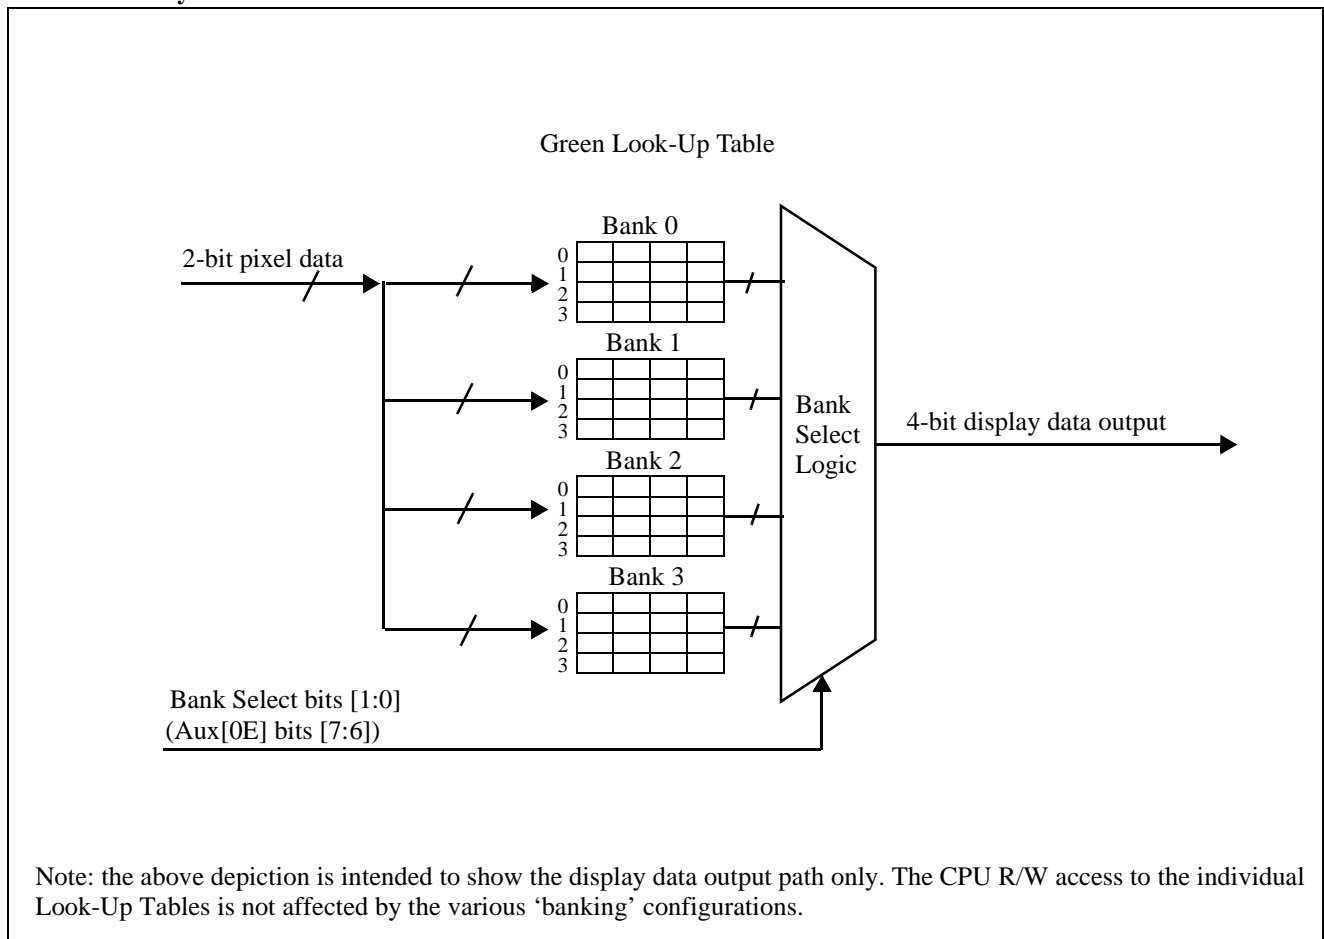 Green Look-Up Table
Bank 0
2-bit pixel data
0
1
2
3
Bank 1
0
1
2
3
Bank
Select
Logic
4-bit display data output
Bank 2
0
1
2
3
Bank 3
0
1
2
3
Bank Select bits [1:0]
(Aux[0E] bits [7:6])
Note: the above depiction is intended to show the display data output path only. The CPU R/W access to the individual
Look-Up Tables is not affected by the various ‘banking’ configurations.